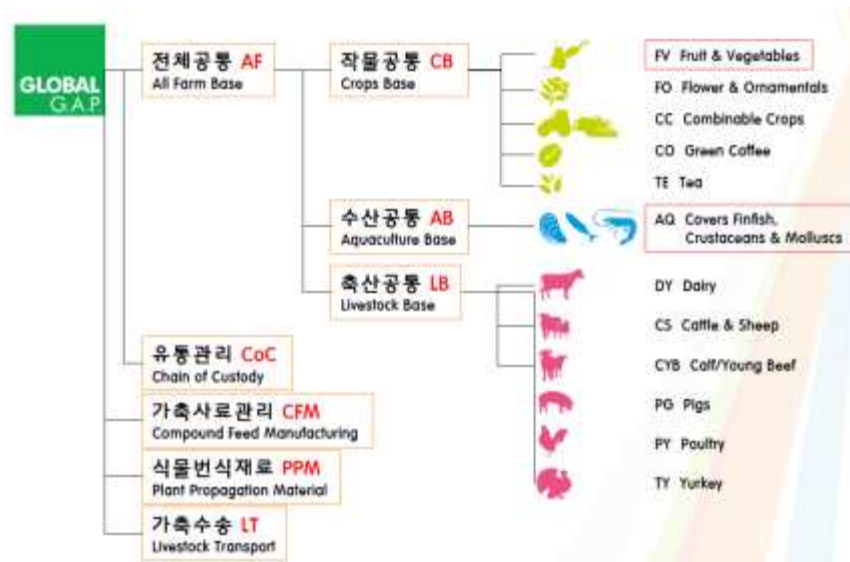 GLOBAL
G.A.P
전체공통 AF
All Farm Base
작물공통 CB
Crops Base
FV Fruit & Vegetables
FO Flower & Ornamentals
CC Combinable Crops
CO Green Coffee
TE Tea
수산공통 AB
Aquaculture Base
AQ Covers Finfish,
Crustaceans & Molluscs
축산공통 LB
Livestock Base
DY Dairy
CS Cattle & Sheep
CYB Calf/Young Beef
PG Pigs
PY Poultry
TY Yurkey
유통관리 CoC
Chain of Custody
가축사료관리 CFM
Compound Feed Manufacturing
식물번식재료 PPM
Plant Propagation Material
가축수송 LT
Livestock Transport